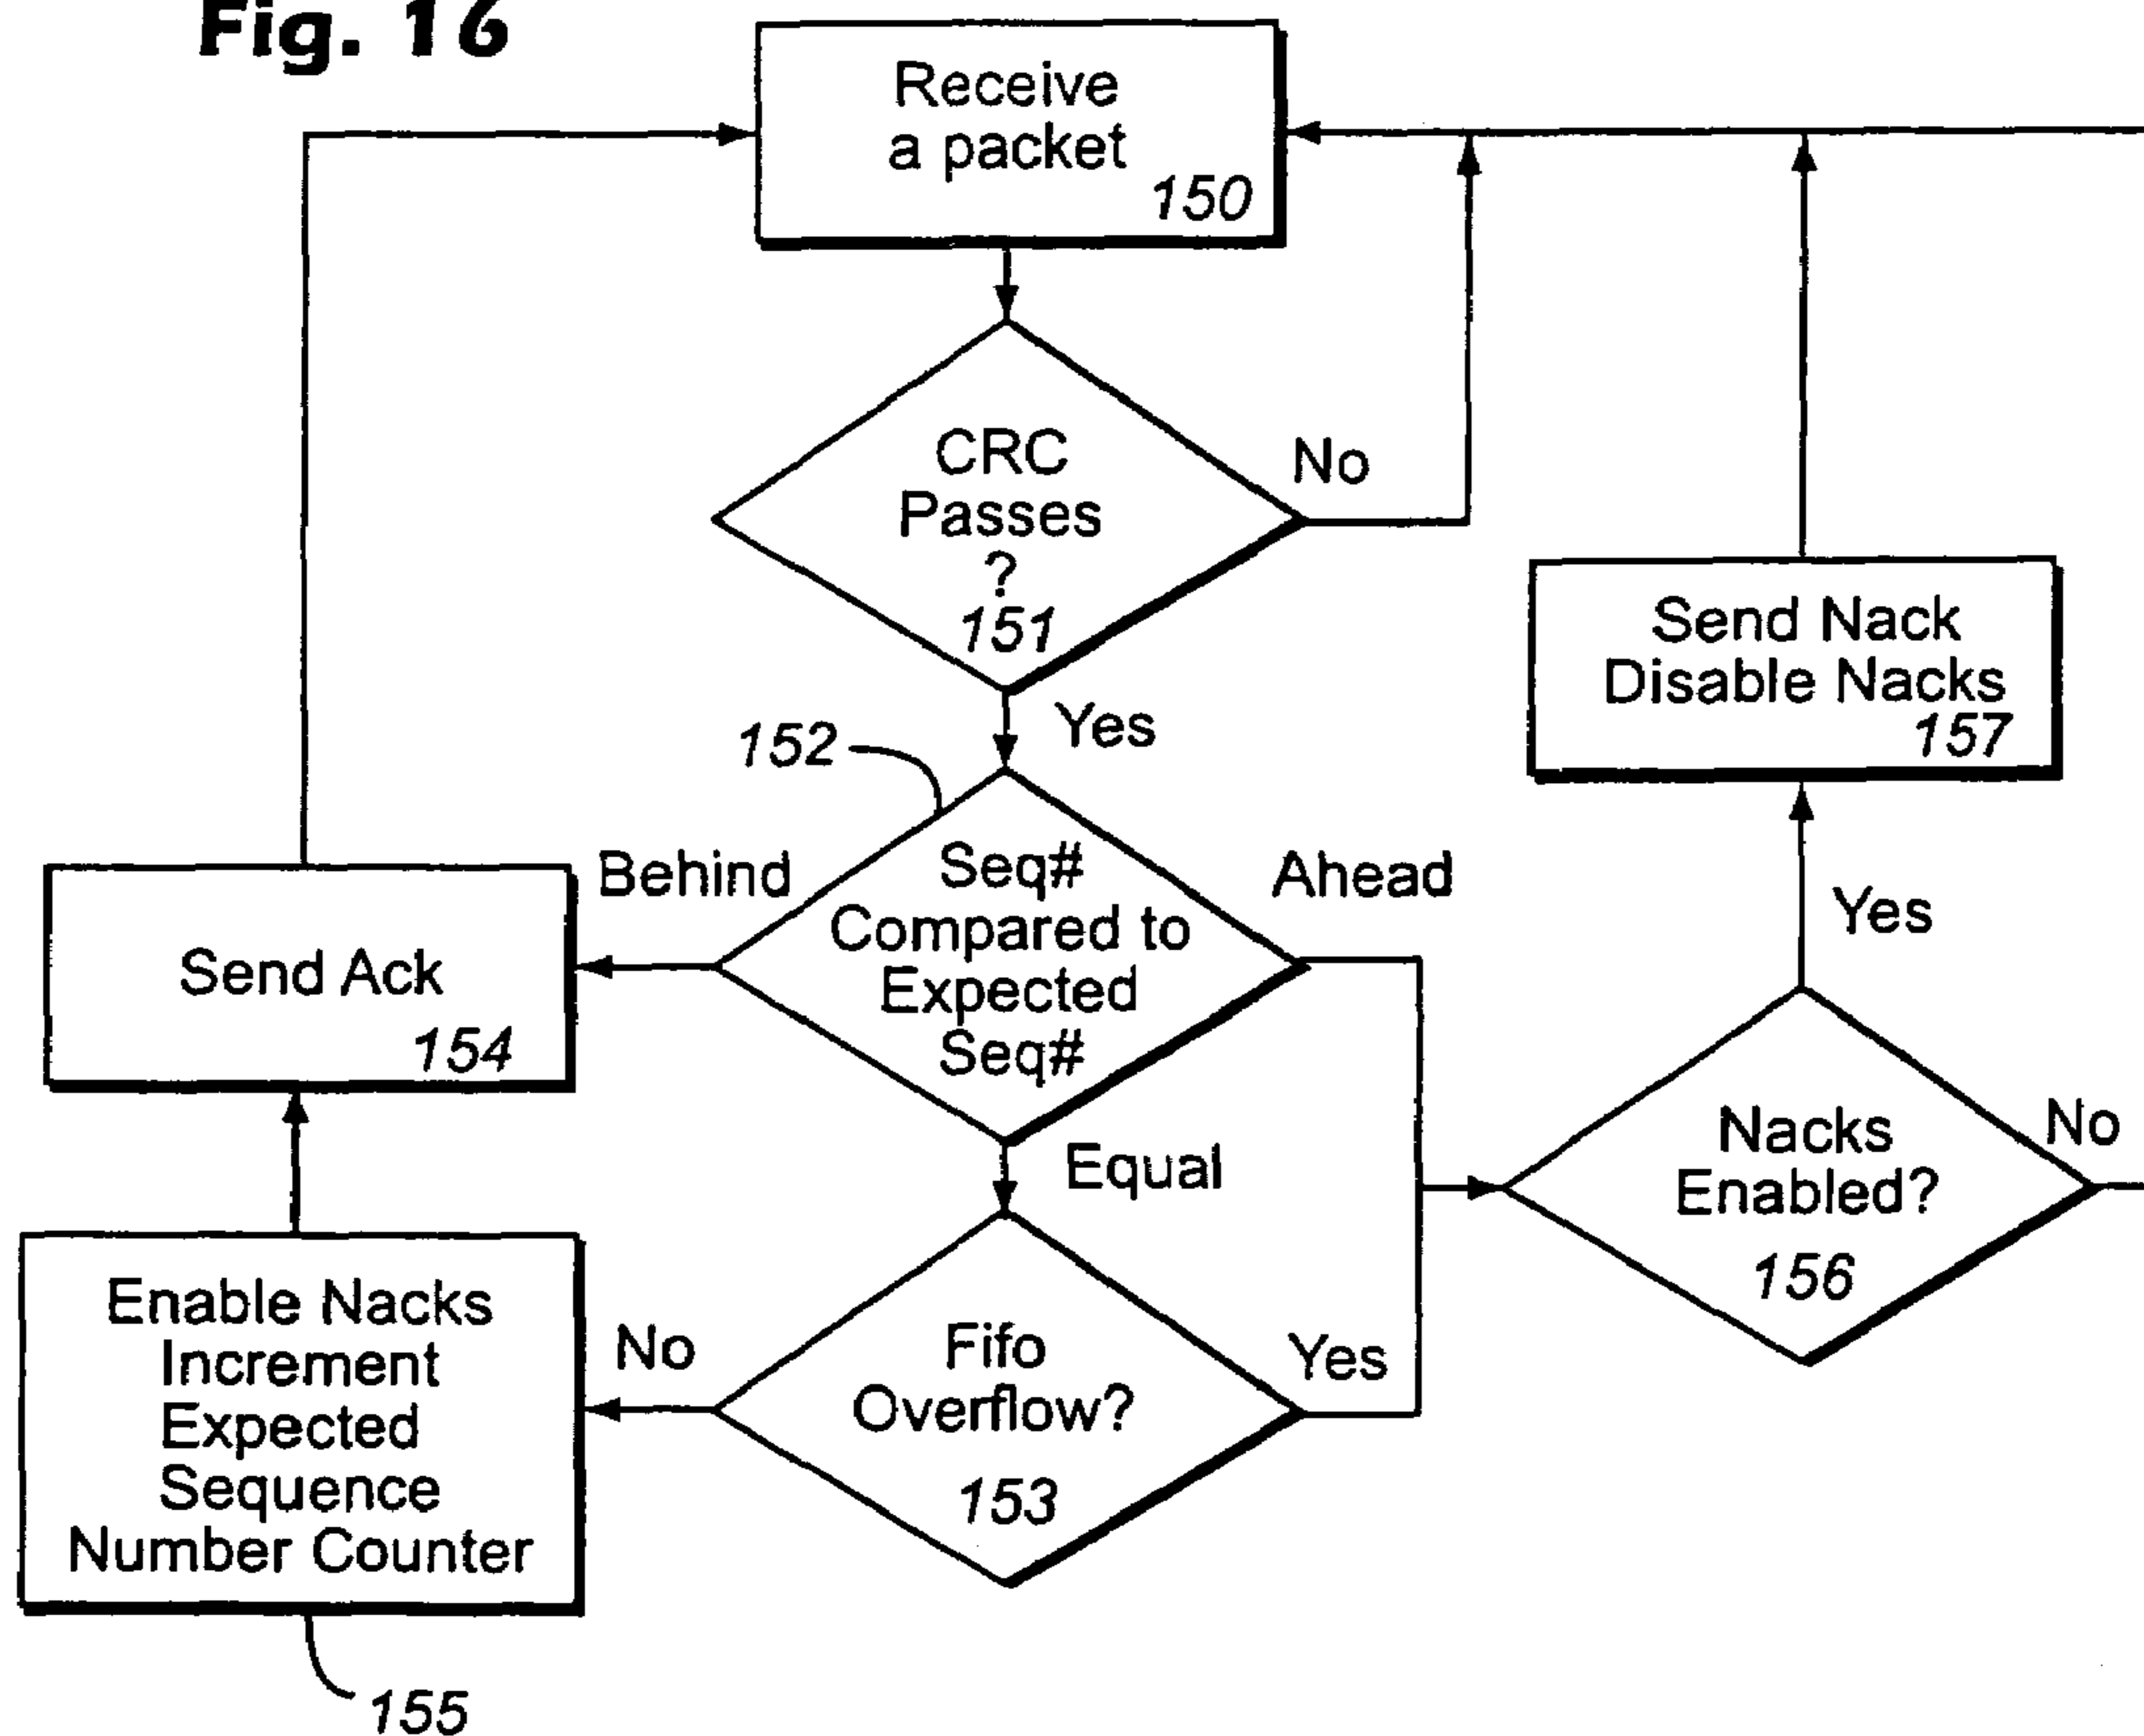 Fig. 16
Receive
a packet
150
CRC
Passes
?
151
No
Yes
152
Send Nack
Disable Nacks
157
Behind
Seq#
Compared to
Expected
Seq#
Ahead
Yes
Send Ack
154
Equal
Nacks
Enabled?
156
No
Enable Nacks
Increment
Expected
Sequence
Number Counter
155
No
Fifo
Overflow?
153
Yes